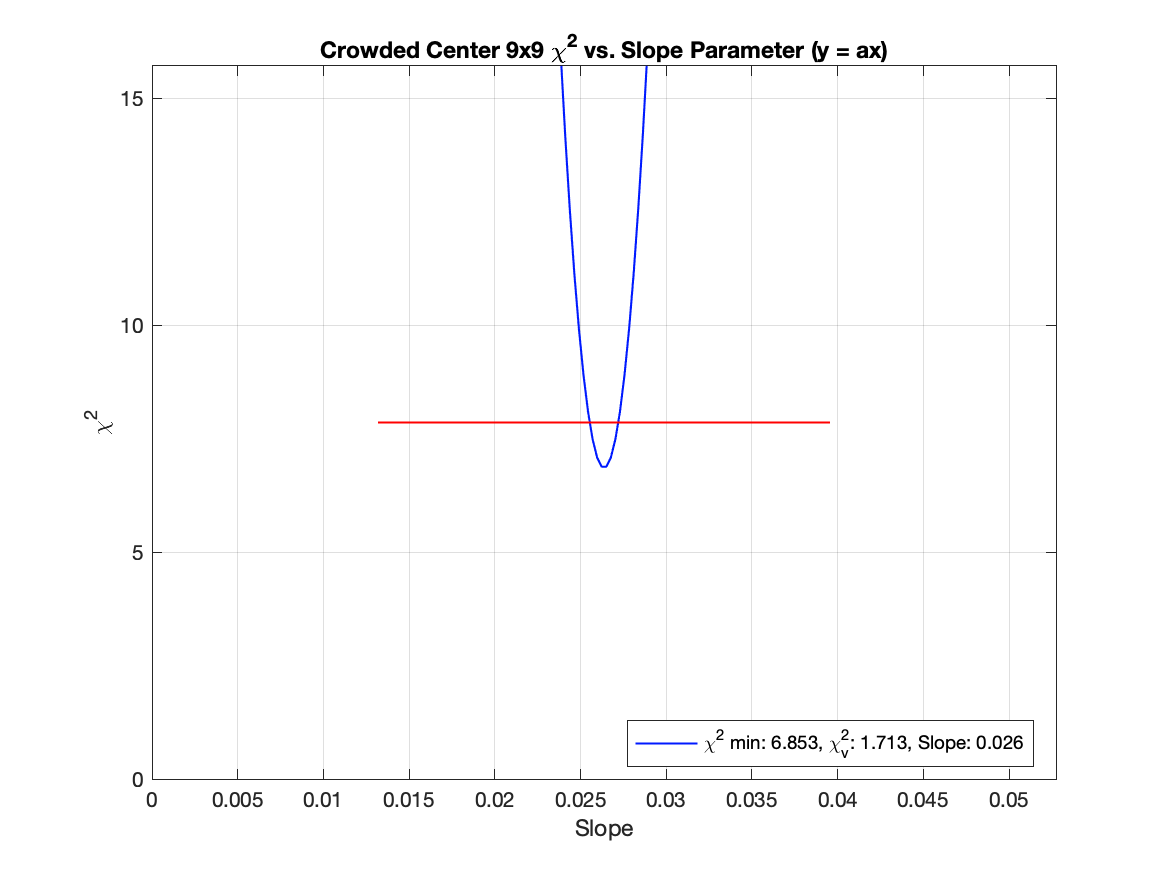 Crowded Center 9x9 χ² vs. Slope Parameter (y = ax)
15
10
5
0
χ²
0 0.005 0.01 0.015 0.02 0.025 0.03 0.035 0.04 0.045 0.05
Slope
χ² min: 6.853, χ²ᵥ: 1.713, Slope: 0.026